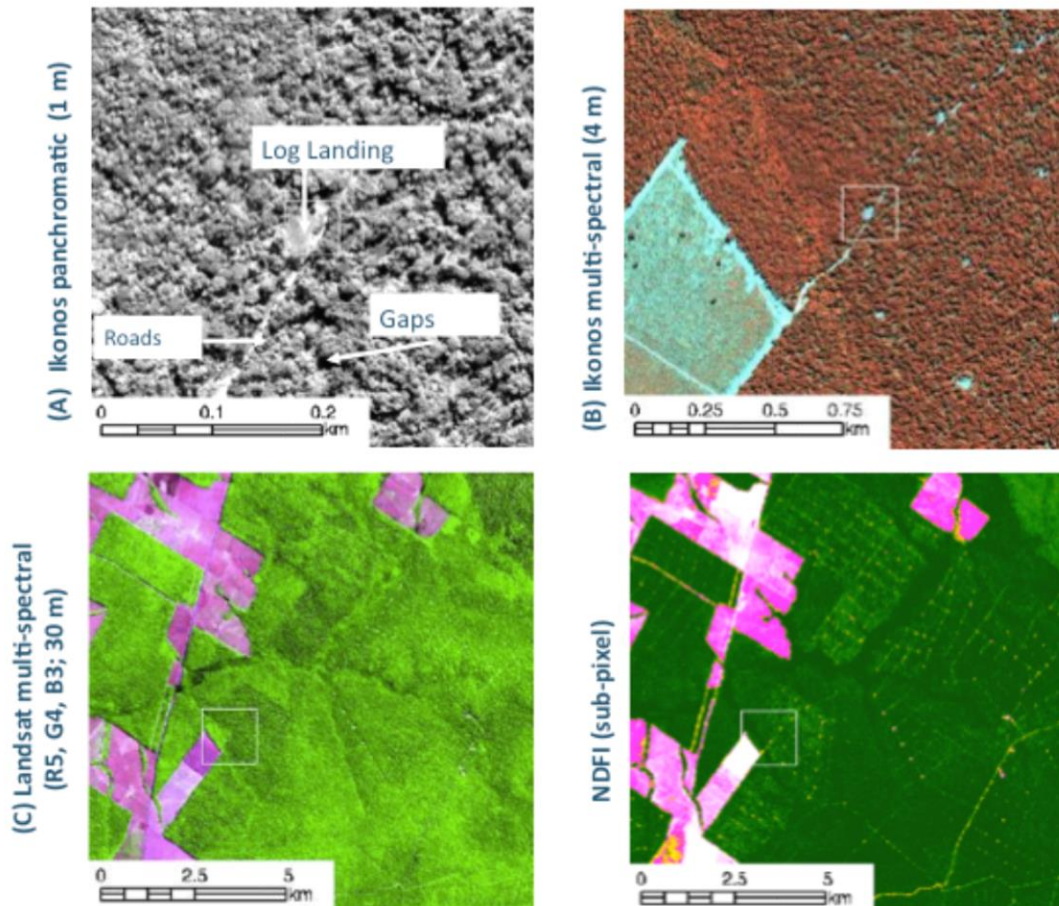 (A) Ikonos panchromatic (1 m)
Log Landing
Roads
Gaps
0 0.1 0.2
km
(B) Ikonos multi-spectral (4 m)
0 0.25 0.5 0.75
km
(C) Landsat multi-spectral
(R5, G4, B3; 30 m)
0 2.5 5
km
NDFI (sub-pixel)
0 2.5 5
km